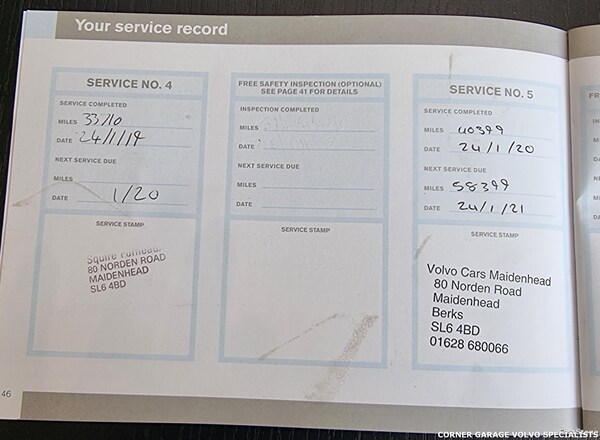 Your service record
SERVICE NO. 4
SERVICE COMPLETED
MILES 33710
DATE 24/1/19
NEXT SERVICE DUE
MILES
DATE 1/20
SERVICE STAMP
Squire
80 NORDEN ROAD
MAIDENHEAD
SL6 4BD
FREE SAFETY INSPECTION (OPTIONAL)
SEE PAGE 41 FOR DETAILS
INSPECTION COMPLETED
MILES
DATE
NEXT SERVICE DUE
MILES
DATE
SERVICE STAMP
SERVICE NO. 5
SERVICE COMPLETED
MILES 40399
DATE 24/1/20
NEXT SERVICE DUE
MILES 58399
DATE 24/1/21
SERVICE STAMP
Volvo Cars Maidenhead
80 Norden Road
Maidenhead
Berks
SL6 4BD
01628 680066
46
CORNER GARAGE VOLVO SPECIALISTS